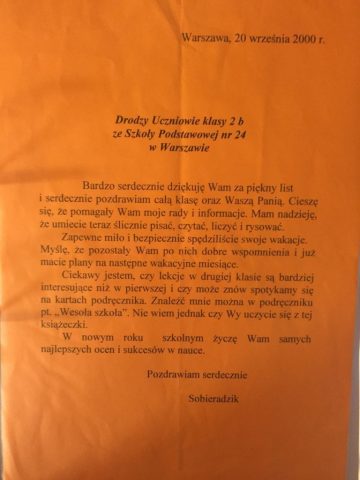 Warszawa, 20 września 2000 r.
Drodzy Uczniowie klasy 2 b
ze Szkoły Podstawowej nr 24
w Warszawie
Bardzo serdecznie dziękuję Wam za piękny list
i serdecznie pozdrawiam całą klasę oraz Waszą Panią. Cieszę
się, że pomagały Wam moje rady i informacje. Mam nadzieję,
że umiecie teraz ślicznie pisać, czytać, liczyć i rysować.
Zapewne miło i bezpiecznie spędziliście swoje wakacje.
Myślę, że pozostały Wam po nich dobre wspomnienia i już
macie plany na następne wakacyjne miesiące.
Ciekawy jestem, czy lekcje w drugiej klasie są bardziej
interesujące niż w pierwszej i czy może znów spotykamy się
na kartach podręcznika. Znaleźć mnie można w podręczniku
pt. „Wesoła szkoła”. Nie wiem jednak czy Wy uczycie się z tej
książeczki.
W nowym roku szkolnym życzę Wam samych
najlepszych ocen i sukcesów w nauce.
Pozdrawiam serdecznie
Sobieradzik